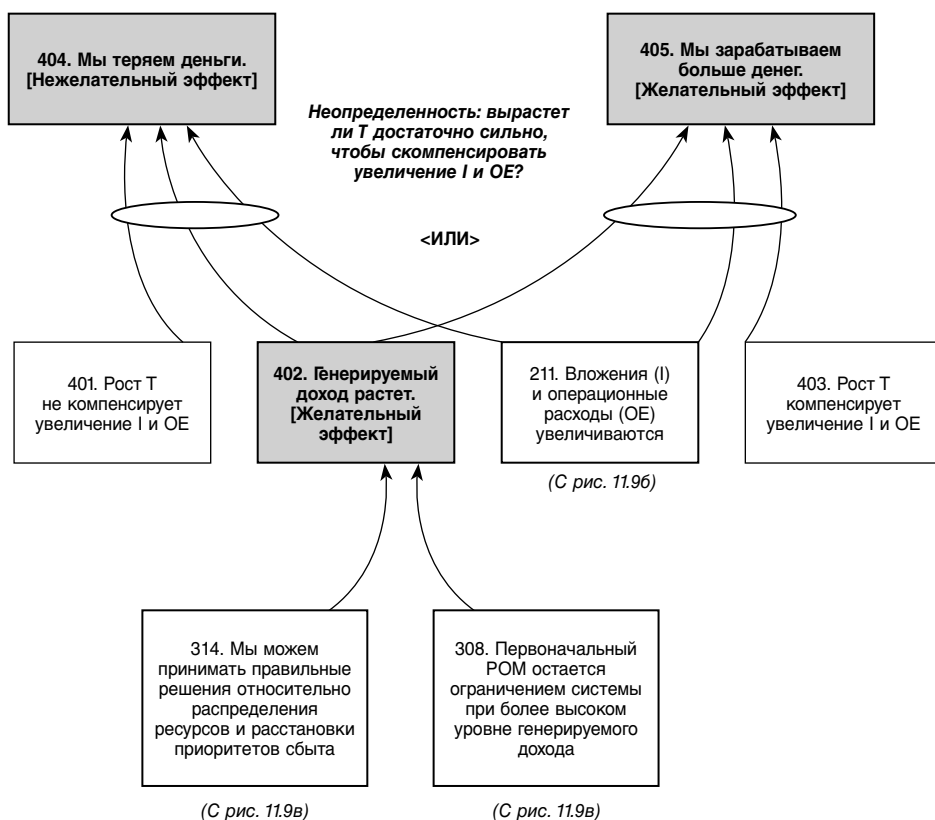 404. Мы теряем деньги.
[Нежелательный эффект]
405. Мы зарабатываем
больше денег.
[Желательный эффект]
Неопределенность: вырастет
ли T достаточно сильно,
чтобы скомпенсировать
увеличение I и OE?
<ИЛИ>
401. Рост T
не компенсирует
увеличение I и OE
402. Генерируемый
доход растет.
[Желательный
эффект]
211. Вложения (I)
и операционные
расходы (OE)
увеличиваются
403. Рост T
компенсирует
увеличение I и OE
(С рис. 11.9б)
314. Мы можем
принимать правильные
решения относительно
распределения
ресурсов и расстановки
приоритетов сбыта
308. Первоначальный
РОМ остается
ограничением системы
при более высоком
уровне генерируемого
дохода
(С рис. 11.9в)
(С рис. 11.9в)